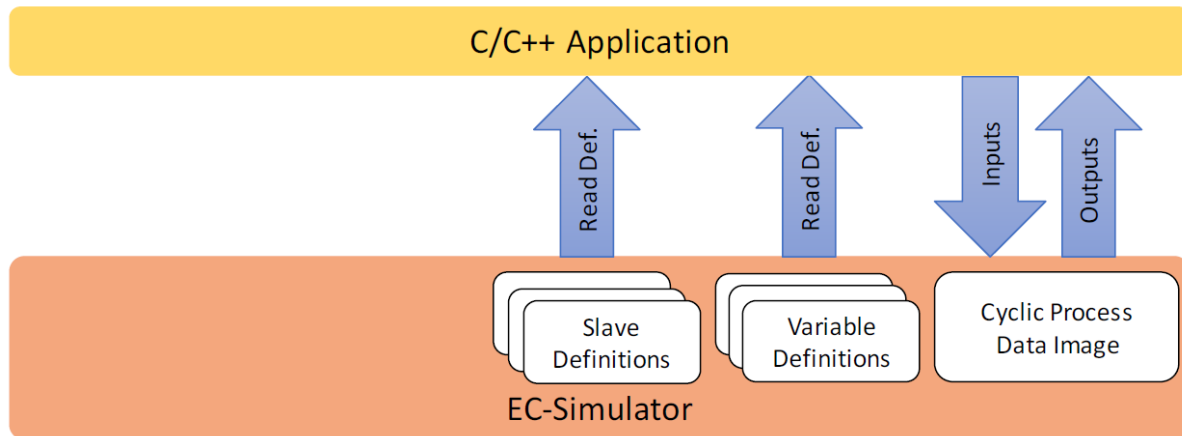 C/C++ Application
Read Def.
Read Def.
Inputs
Outputs
Slave
Definitions
Variable
Definitions
Cyclic Process
Data Image
EC-Simulator